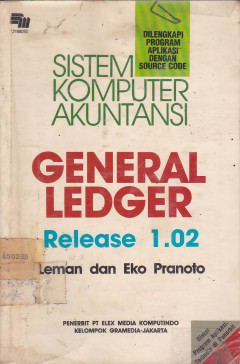 DILENGKAPI
PROGRAM
APLIKASI
DENGAN
SOURCE CODE
SISTEM
KOMPUTER
AKUNTANSI
GENERAL
LEDGER
Release 1.02
Leman dan Eko Pranoto
PENERBIT PT ELEX MEDIA KOMPUTINDO
KELOMPOK GRAMEDIA-JAKARTA